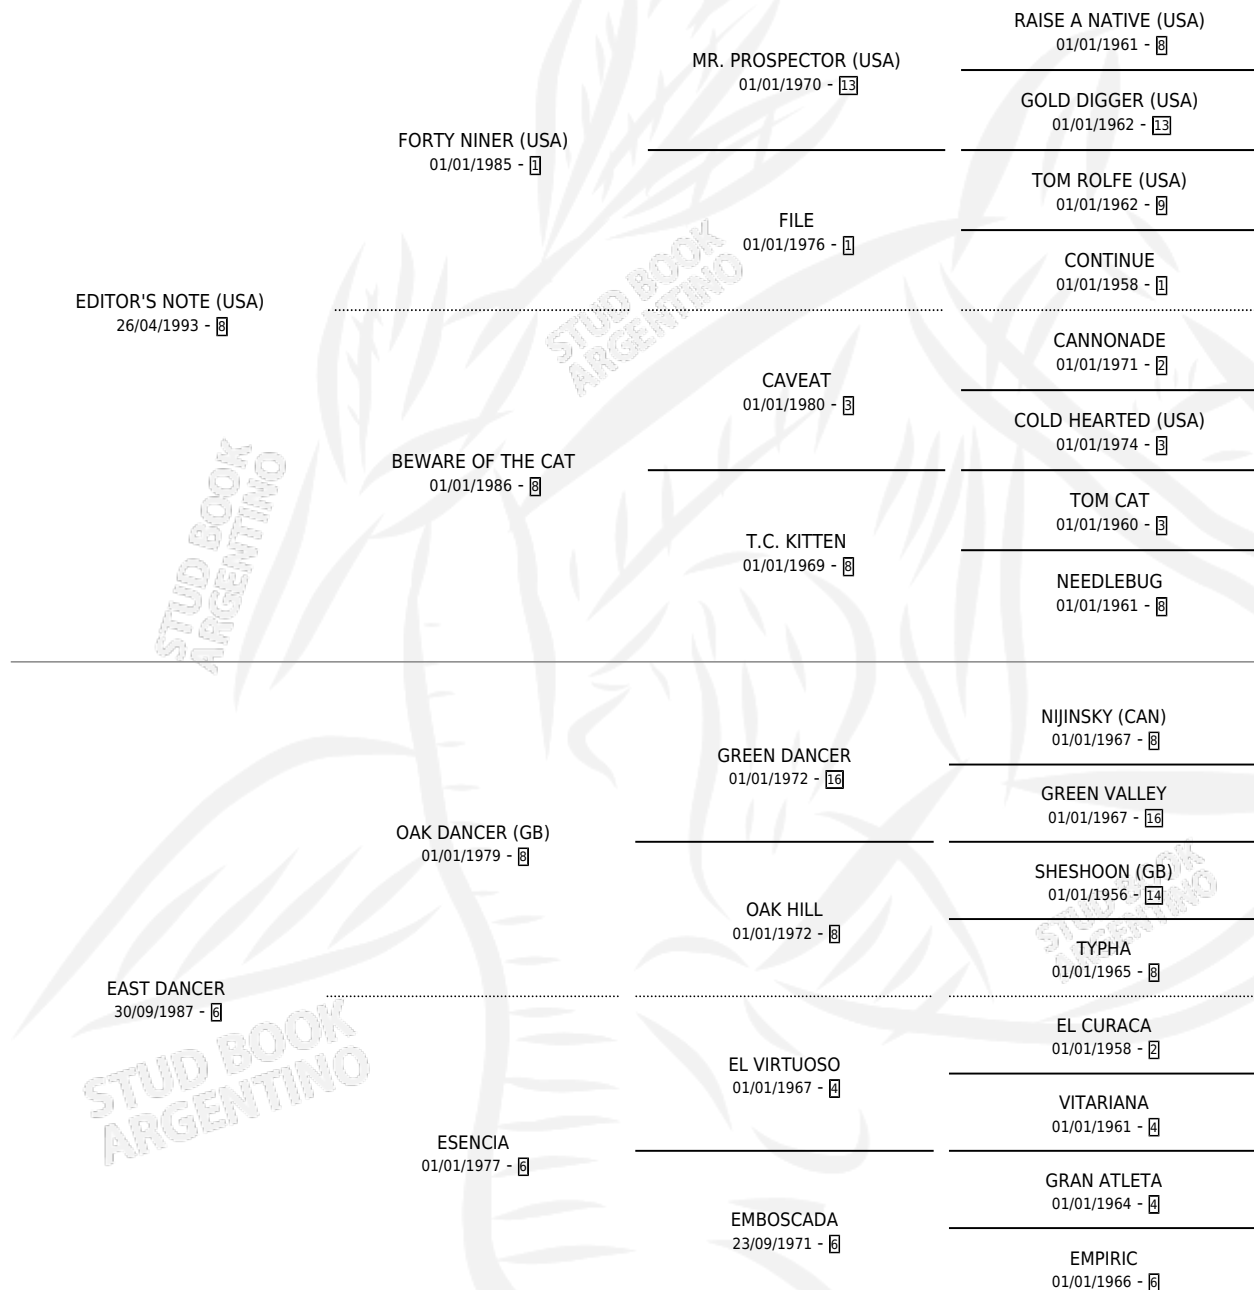 RAISE A NATIVE (USA)
01/01/1961 - 8
MR. PROSPECTOR (USA)
01/01/1970 - 13
GOLD DIGGER (USA)
01/01/1962 - 13
FORTY NINER (USA)
01/01/1985 - 1
TOM ROLFE (USA)
01/01/1962 - 9
FILE
01/01/1976 - 1
CONTINUE
01/01/1958 - 1
EDITOR'S NOTE (USA)
26/04/1993 - 8
CANNONADE
01/01/1971 - 2
CAVEAT
01/01/1980 - 3
COLD HEARTED (USA)
01/01/1974 - 3
BEWARE OF THE CAT
01/01/1986 - 8
TOM CAT
01/01/1960 - 3
T.C. KITTEN
01/01/1969 - 8
NEEDLEBUG
01/01/1961 - 8
NIJINSKY (CAN)
01/01/1967 - 8
GREEN DANCER
01/01/1972 - 16
GREEN VALLEY
01/01/1967 - 16
OAK DANCER (GB)
01/01/1979 - 8
SHESHOON (GB)
01/01/1956 - 14
OAK HILL
01/01/1972 - 8
TYPHA
01/01/1965 - 8
EAST DANCER
30/09/1987 - 6
EL CURACA
01/01/1958 - 2
EL VIRTUOSO
01/01/1967 - 4
VITARIANA
01/01/1961 - 4
ESENCIA
01/01/1977 - 6
GRAN ATLETA
01/01/1964 - 4
EMBOSCADA
23/09/1971 - 6
EMPIRIC
01/01/1966 - 6
STUD BOOK
ARGENTINO
STUD BOOK
ARGENTINO
STUD BOOK
ARGENTINO
STUD BOOK
ARGENTINO